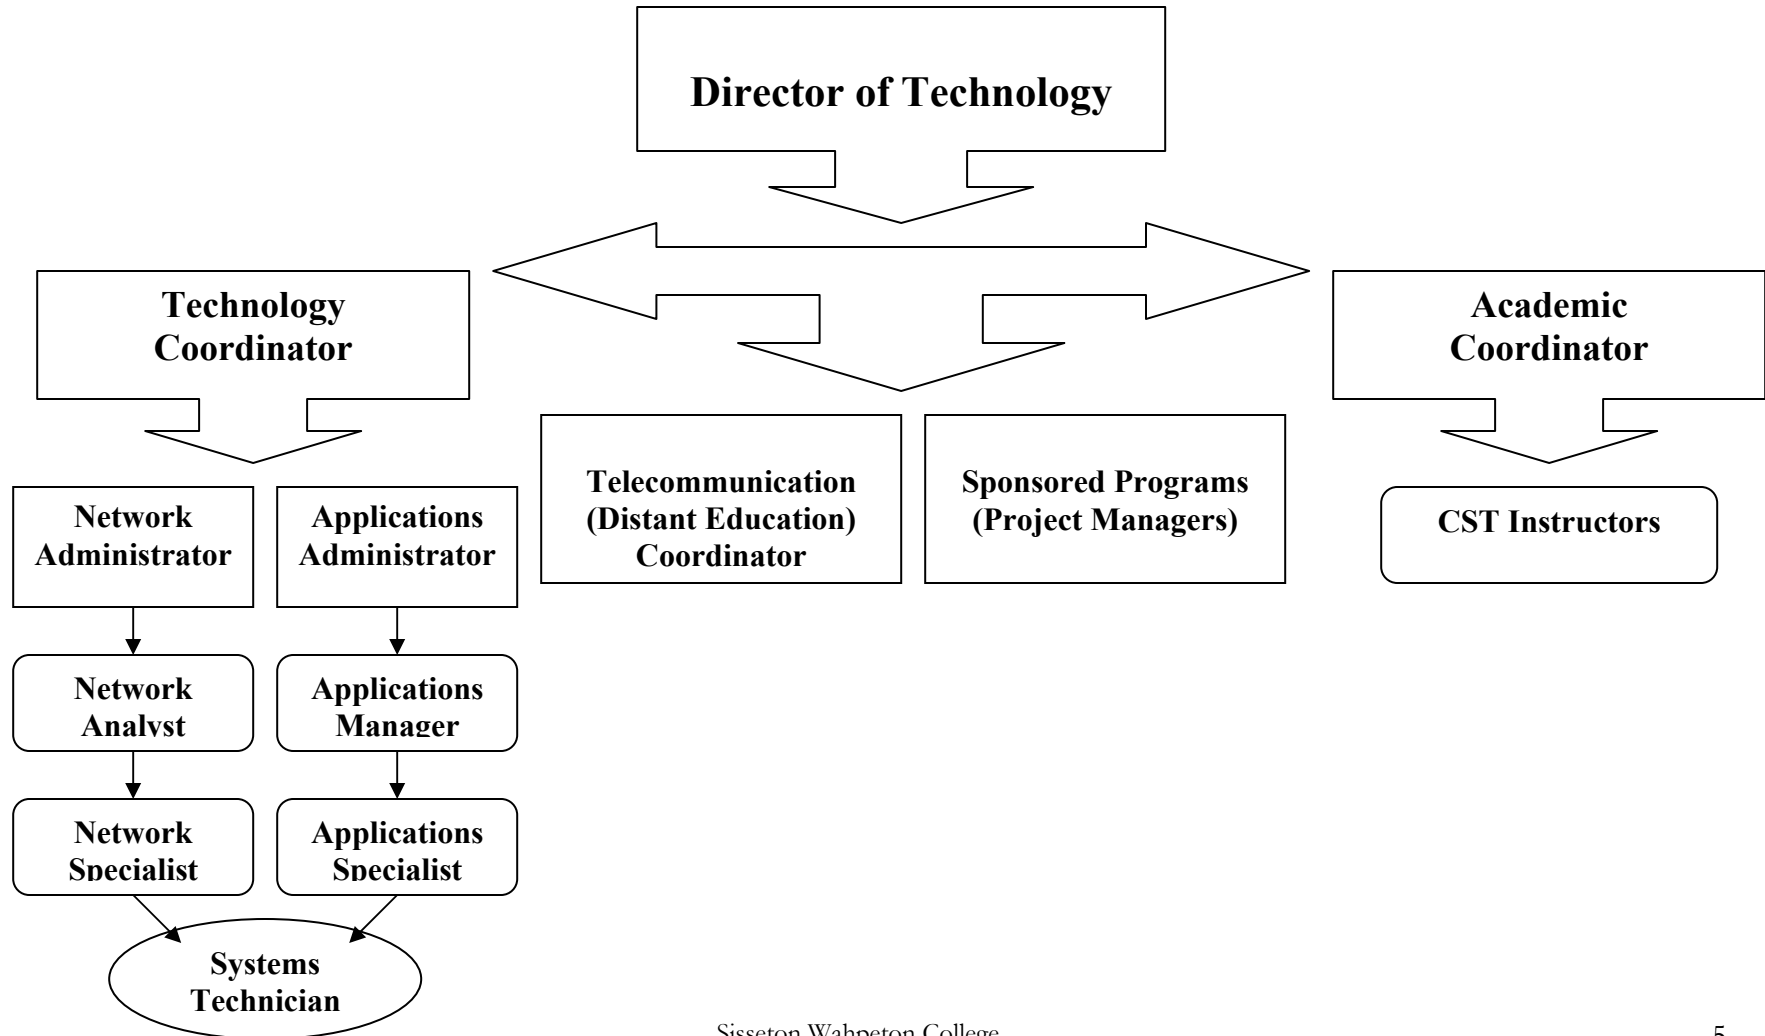 Director of Technology
Technology
Coordinator
Academic
Coordinator
Network
Administrator
Applications
Administrator
Telecommunication
(Distant Education)
Coordinator
Sponsored Programs
(Project Managers)
CST Instructors
Network
Analyst
Applications
Manager
Network
Specialist
Applications
Specialist
Systems
Technician
Sisseton Wahpeton College
5